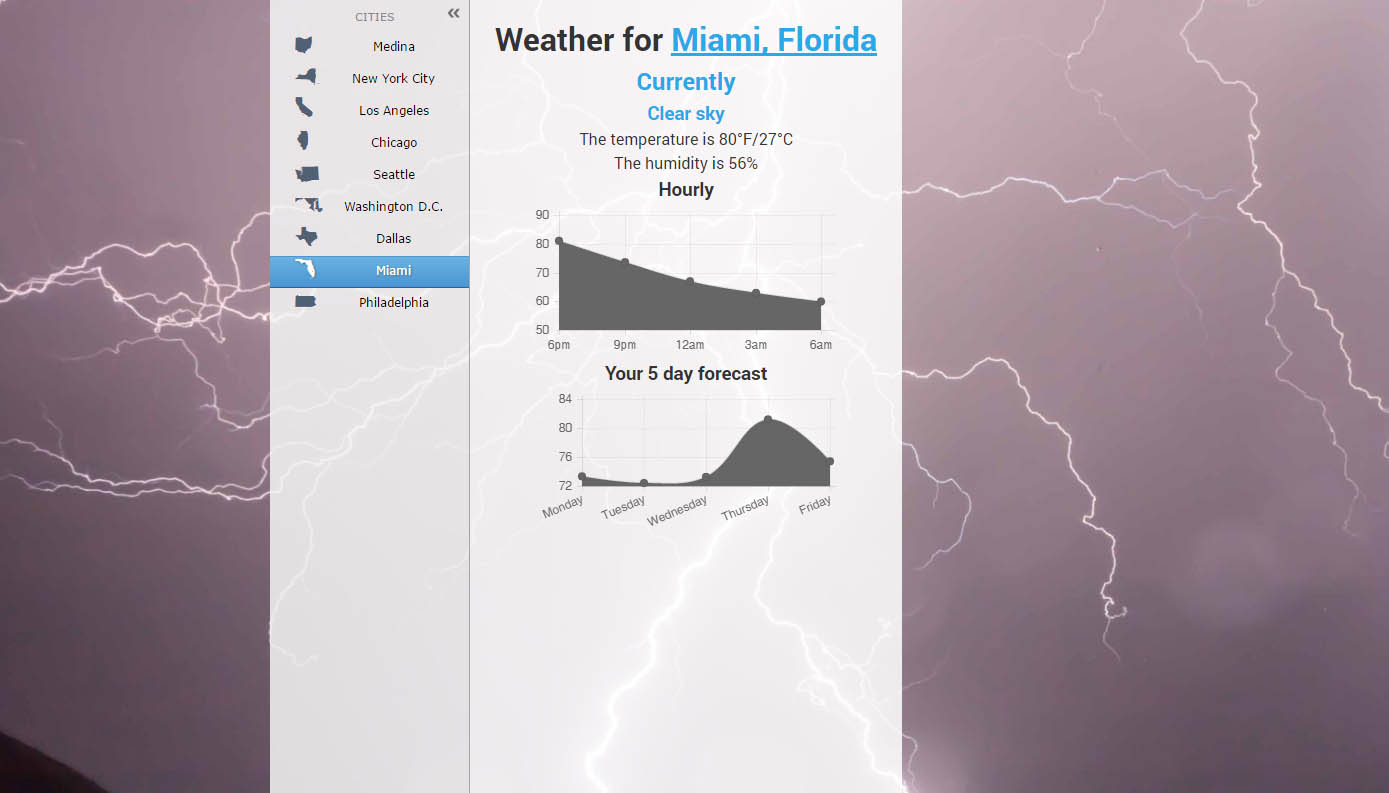 CITIES «
Medina
New York City
Los Angeles
Chicago
Seattle
Washington D.C.
Dallas
Miami
Philadelphia
Weather for Miami, Florida
Currently
Clear sky
The temperature is 80°F/27°C
The humidity is 56%
Hourly
90
80
70
60
50
6pm 9pm 12am 3am 6am
Your 5 day forecast
84
80
76
72
Monday Tuesday Wednesday Thursday Friday